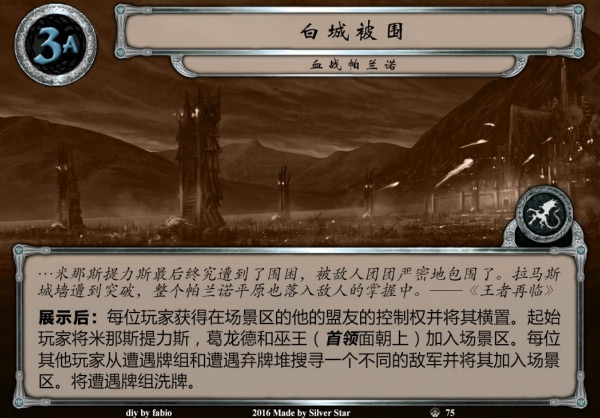 3A
白城被围
血战帕兰诺
…米那斯提力斯最后终究遭到了围困，被敌人团团严密地包围了。拉马斯
城墙遭到突破，整个帕兰诺平原也落入敌人的掌握中。——《王者再临》
展示后：每位玩家获得在场景区的他的盟友的控制权并将其横置。起始
玩家将米那斯提力斯，葛龙德和巫王（首领面朝上）加入场景区。每位
其他玩家从遭遇牌组和遭遇弃牌堆搜寻一个不同的敌军并将其加入场景
区。将遭遇牌组洗牌。
diy by fabio 2016 Made by Silver Star 75